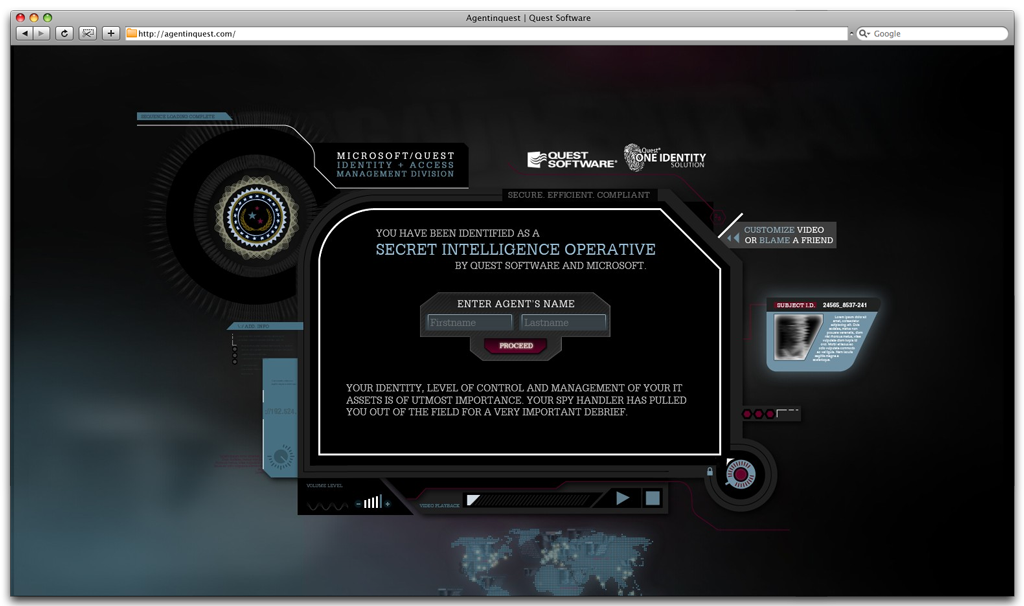 Agentinquest | Quest Software
http://agentinquest.com/
Google
SEQUENCE LOADING COMPLETE
MICROSOFT/QUEST
IDENTITY + ACCESS
MANAGEMENT DIVISION
QUEST
SOFTWARE®
Quest®
ONE IDENTITY
SOLUTION
SECURE. EFFICIENT. COMPLIANT
YOU HAVE BEEN IDENTIFIED AS A
SECRET INTELLIGENCE OPERATIVE
BY QUEST SOFTWARE AND MICROSOFT.
CUSTOMIZE VIDEO
OR BLAME A FRIEND
ENTER AGENT'S NAME
Firstname
Lastname
PROCEED
SUBJECT I.D.
24565_8537-241
YOUR IDENTITY, LEVEL OF CONTROL AND MANAGEMENT OF YOUR IT
ASSETS IS OF UTMOST IMPORTANCE. YOUR SPY HANDLER HAS PULLED
YOU OUT OF THE FIELD FOR A VERY IMPORTANT DEBRIEF.
VOLUME LEVEL
VIDEO PLAYBACK